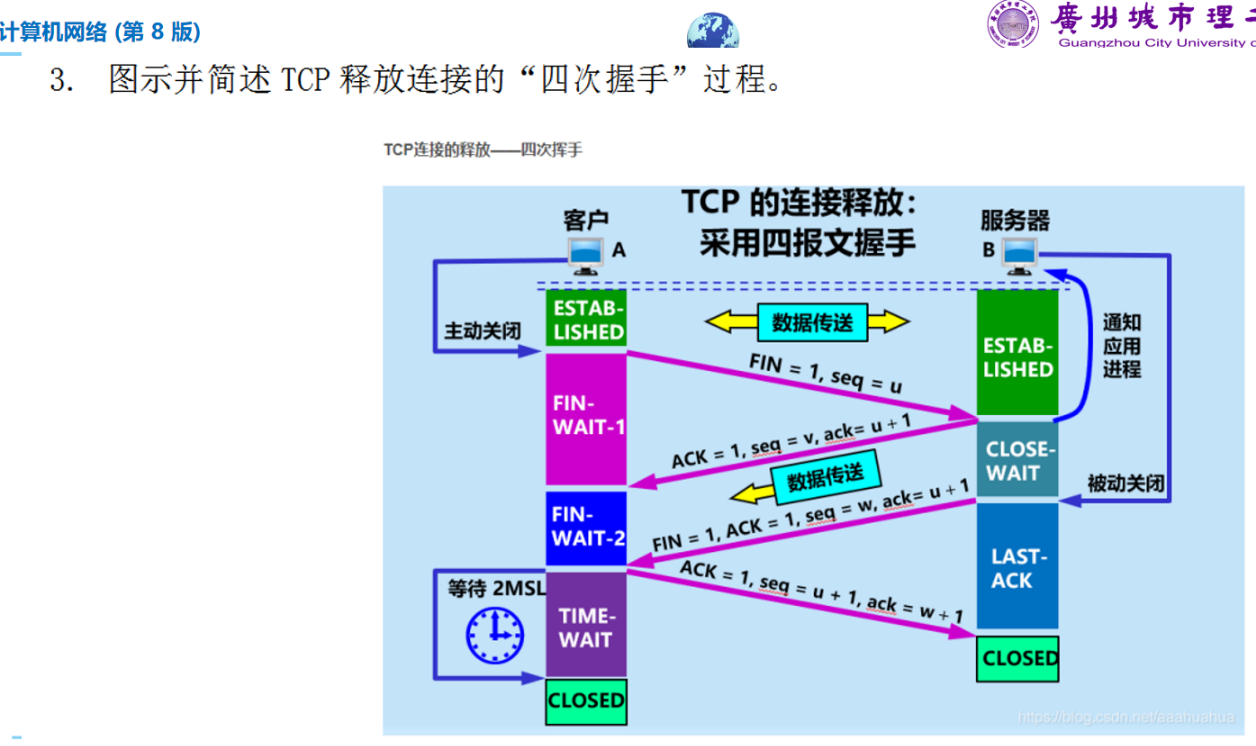 计算机网络 (第 8 版)
廣州城市理
Guangzhou City University
3. 图示并简述 TCP 释放连接的“四次握手”过程。
TCP连接的释放——四次挥手
TCP 的连接释放：
采用四报文握手
客户
服务器
A
B
ESTAB-
LISHED
数据传送
主动关闭
通知
应用
进程
ESTAB-
LISHED
FIN = 1, seq = u
FIN-
WAIT-1
ACK = 1, seq = v, ack= u + 1
CLOSE-
WAIT
数据传送
被动关闭
FIN-
WAIT-2
FIN = 1, ACK = 1, seq = w, ack= u + 1
LAST-
ACK
等待 2MSL
ACK = 1, seq = u + 1, ack = w + 1
TIME-
WAIT
CLOSED
CLOSED
https://blog.csdn.net/aaahuahua